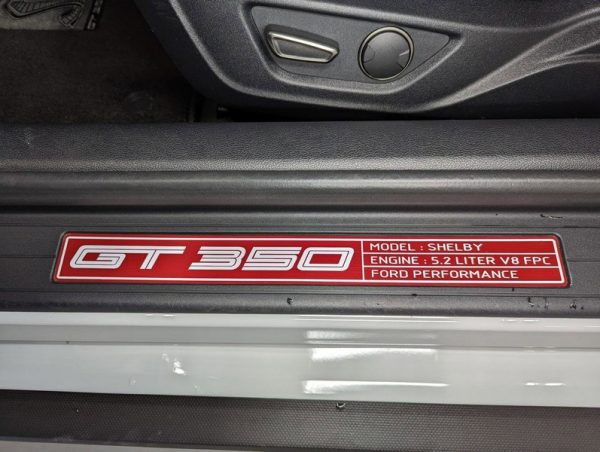 GT 350
MODEL : SHELBY
ENGINE : 5.2 LITER V8 FPC
FORD PERFORMANCE